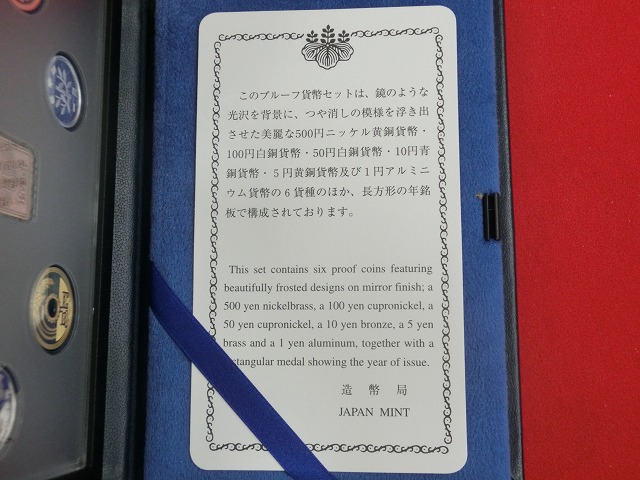 このプルーフ貨幣セットは、鏡のような
光沢を背景に、つや消しの模様を浮き出
させた美麗な500円ニッケル黄銅貨幣・
100円白銅貨幣・50円白銅貨幣・10円青
銅貨幣・5円黄銅貨幣及び1円アルミニ
ウム貨幣の6貨種のほか、長方形の年銘
板で構成されております。
This set contains six proof coins featuring
beautifully frosted designs on mirror finish; a
500 yen nickelbrass, a 100 yen cupronickel, a
50 yen cupronickel, a 10 yen bronze, a 5 yen
brass and a 1 yen aluminum, together with a
ctangular medal showing the year of issue.
造幣局
JAPAN MINT